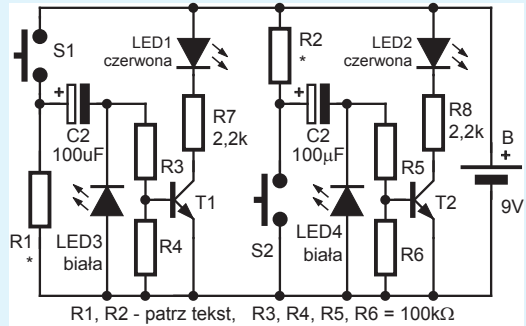 S1
+
C2
100uF
R1
*
LED3
biała
LED1
czerwona
R7
2,2k
R3
T1
R4
R2
*
+
C2
100µF
S2
LED4
biała
LED2
czerwona
R8
2,2k
R5
T2
R6
B
+
9V
R1, R2 - patrz tekst, R3, R4, R5, R6 = 100kΩ